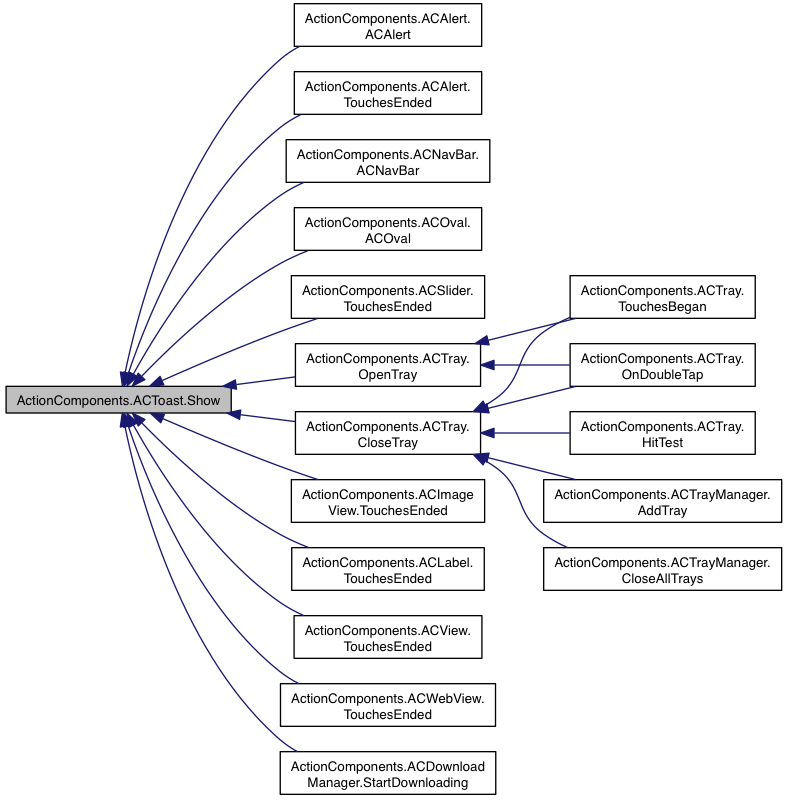 ActionComponents.ACAlert.
ACAlert
ActionComponents.ACAlert.
TouchesEnded
ActionComponents.ACNavBar.
ACNavBar
ActionComponents.ACOval.
ACOval
ActionComponents.ACSlider.
TouchesEnded
ActionComponents.ACTray.
TouchesBegan
ActionComponents.ACTray.
OpenTray
ActionComponents.ACTray.
OnDoubleTap
ActionComponents.ACToast.Show
ActionComponents.ACTray.
CloseTray
ActionComponents.ACTray.
HitTest
ActionComponents.ACImage
View.TouchesEnded
ActionComponents.ACTrayManager.
AddTray
ActionComponents.ACLabel.
TouchesEnded
ActionComponents.ACTrayManager.
CloseAllTrays
ActionComponents.ACView.
TouchesEnded
ActionComponents.ACWebView.
TouchesEnded
ActionComponents.ACDownload
Manager.StartDownloading